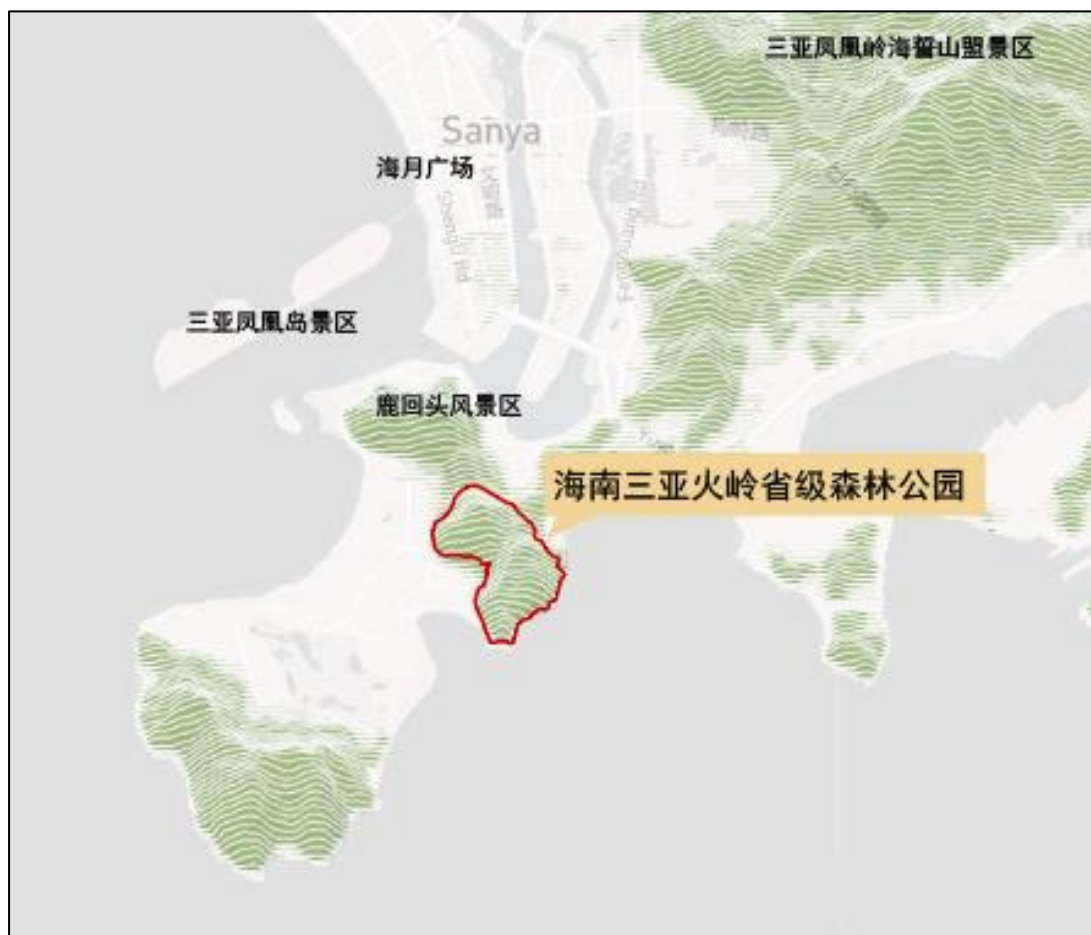 三亚凤凰岭海誓山盟景区
Sanya
海月广场
三亚凤凰岛景区
鹿回头风景区
海南三亚火岭省级森林公园